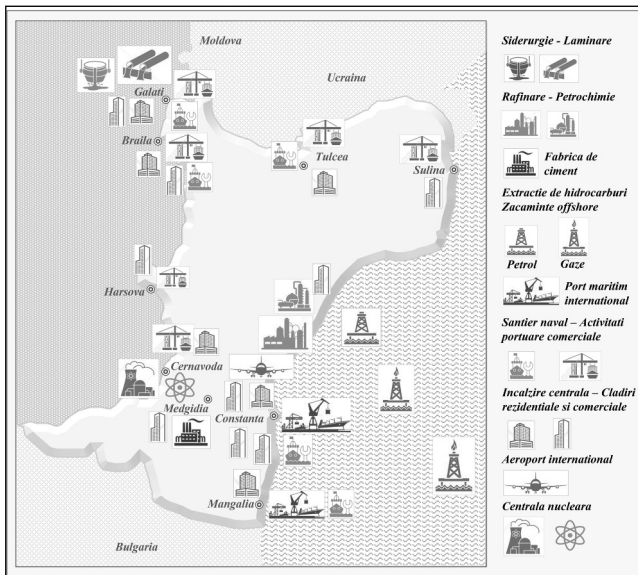 Moldova
Ucraina
Galati
Braila
Tulcea
Sulina
Harsova
Cernavoda
Medgidia
Constanta
Mangalia
Bulgaria
Siderurgie - Laminare
Rafinare - Petrochimie
Fabrica de
ciment
Extractie de hidrocarburi
Zacaminte offshore
Petrol
Gaze
Port maritim
international
Santier naval – Activitati
portuare comerciale
Incalzire centrala – Cladiri
rezidentiale si comerciale
Aeroport international
Centrala nucleara